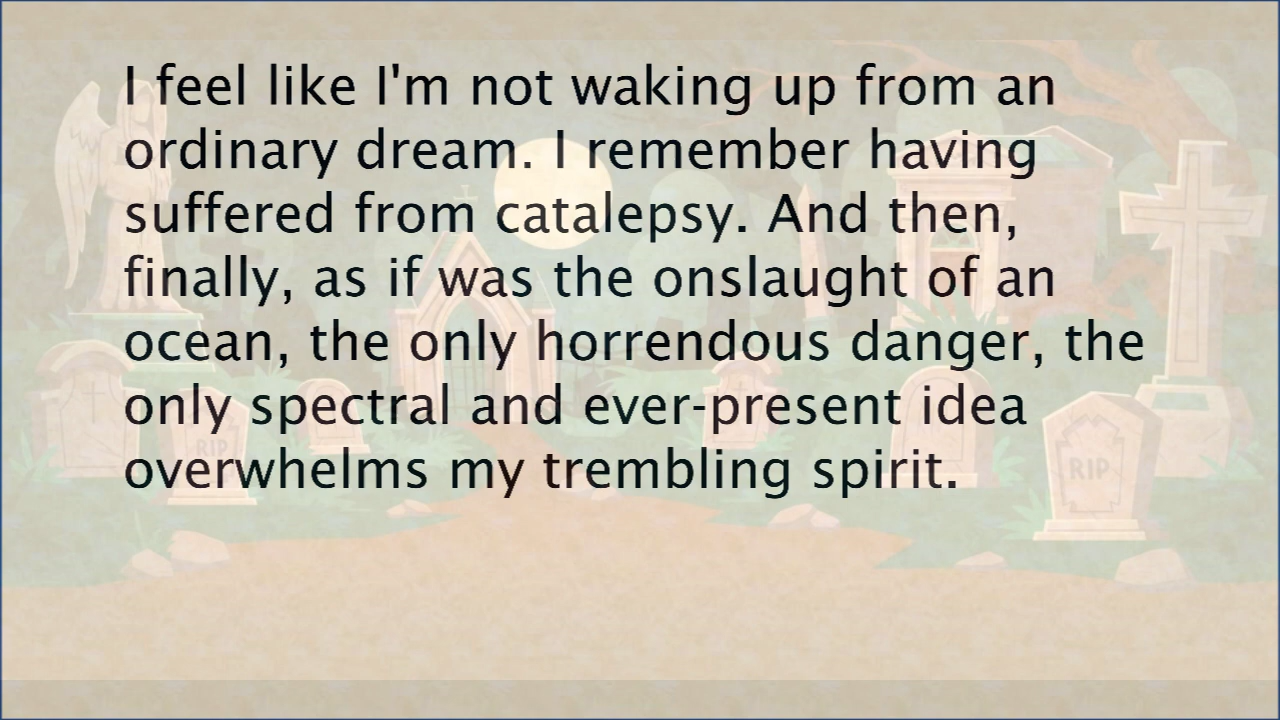 I feel like I'm not waking up from an
ordinary dream. I remember having
suffered from catalepsy. And then,
finally, as if was the onslaught of an
ocean, the only horrendous danger, the
only spectral and ever-present idea
overwhelms my trembling spirit.
RIP
RIP